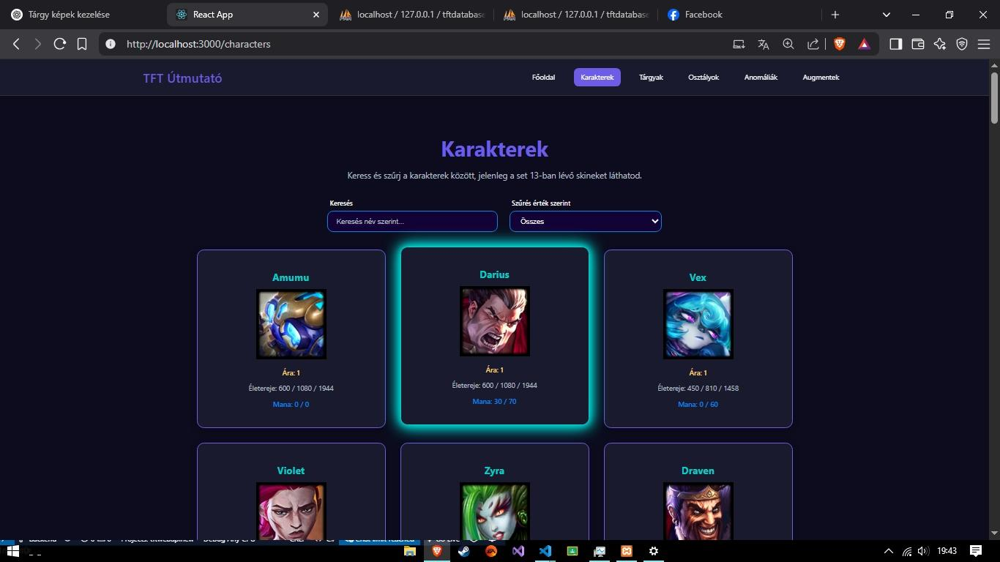 Tárgy képek kezelése
React App
localhost / 127.0.0.1 / tftdatabase
localhost / 127.0.0.1 / tftdatabase
Facebook
http://localhost:3000/characters
TFT Útmutató
Főoldal
Karakterek
Tárgyak
Osztályok
Anomáliák
Augmentek
Karakterek
Keress és szűrj a karakterek között, jelenleg a set 13-ban lévő skineket láthatod.
Keresés
Szűrés érték szerint
Keresés név szerint...
Összes
Amumu
Darius
Vex
Ára: 1
Ára: 1
Ára: 1
Életereje: 600 / 1080 / 1944
Életereje: 600 / 1080 / 1944
Életereje: 450 / 810 / 1458
Mana: 0 / 0
Mana: 30 / 70
Mana: 0 / 60
Violet
Zyra
Draven
19:43